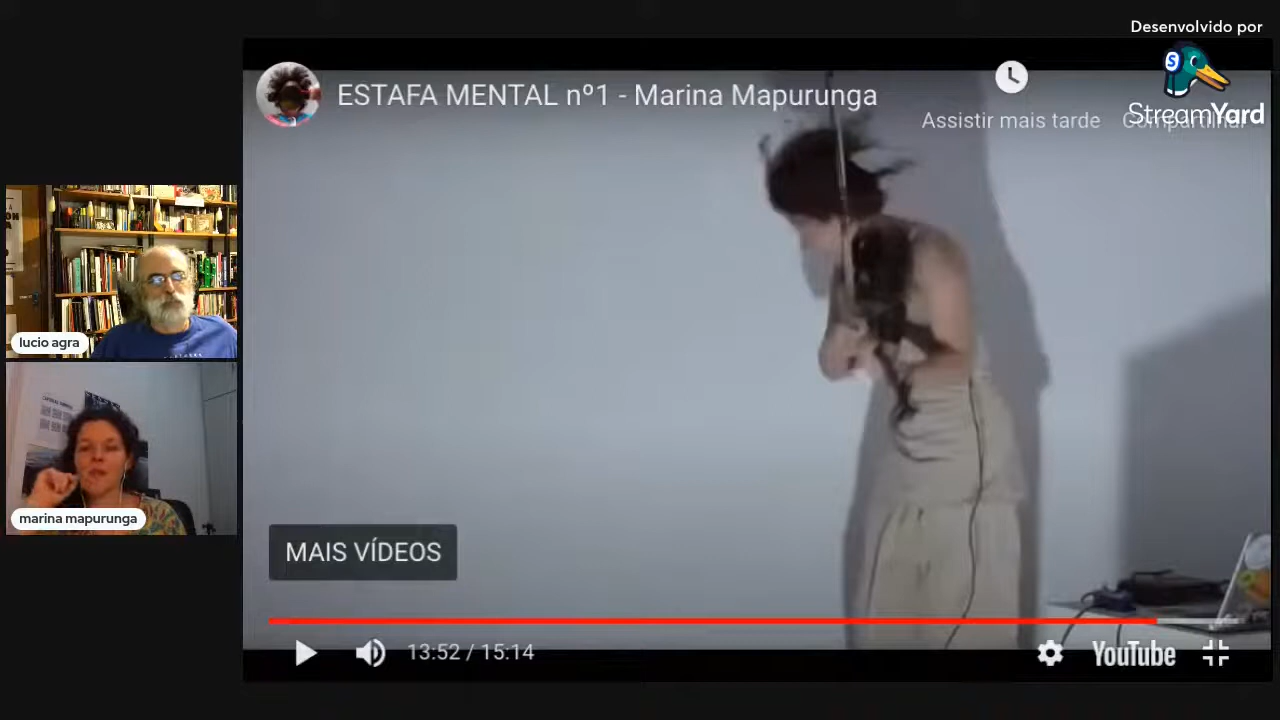 Desenvolvido por
StreamYard
ESTAFA MENTAL nº1 - Marina Mapurunga
Assistir mais tarde
Compartilhar
lucio agra
marina mapurunga
MAIS VÍDEOS
13:52 / 15:14
YouTube